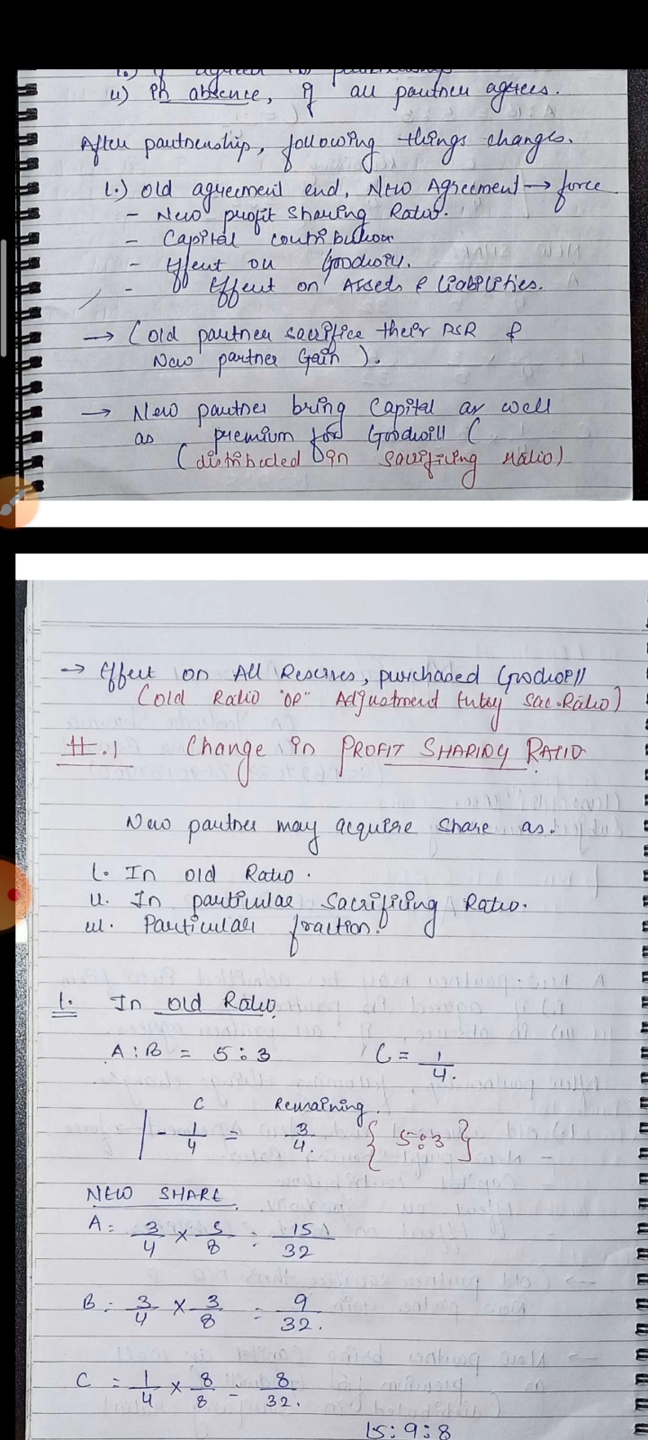 ii) In absence, if all partner agrees.
After partnership, following things changes.
1.) Old agreement end, New Agreement → force
- New profit sharing Ratio.
- Capital contribution
- Effect on Goodwill.
- Effect on Assets & Liabilities.
→ (Old partner sacrifice their PSR &
New partner Gain).
→ New partner bring Capital as well
as premium for Goodwill (
(distributed in sacrificing ratio)
→ Effect on All Reserves, purchased Goodwill
(Old Ratio "OR" Adjustment entry Sac. Ratio)
#.1 Change in PROFIT SHARING RATIO
New partner may acquire share as.
i. In old Ratio.
ii. In particular Sacrificing Ratio.
iii. Particular fraction.
1. In old Ratio
A:B = 5:3 C = 1/4.
C Remaining.
1 - 1/4 = 3/4. {5:3}
NEW SHARE
A = 3/4 × 5/8 = 15/32
B = 3/4 × 3/8 = 9/32.
C = 1/4 × 8/8 = 8/32.
15:9:8